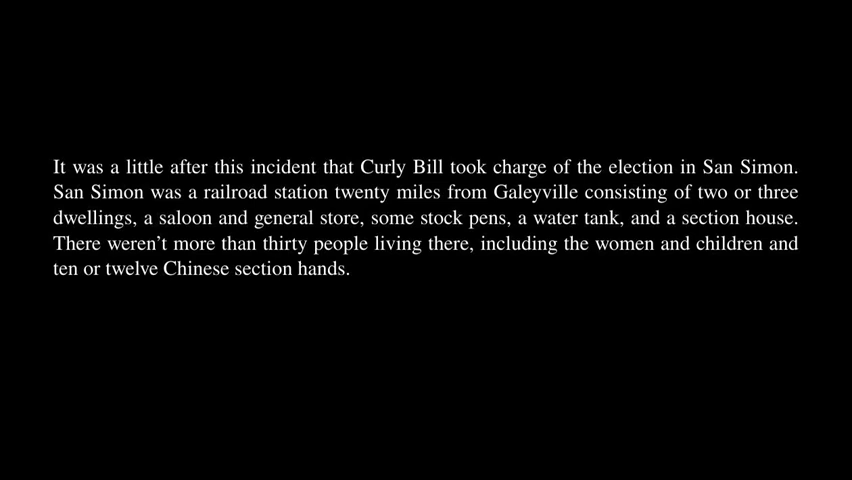 It was a little after this incident that Curly Bill took charge of the election in San Simon.
San Simon was a railroad station twenty miles from Galeyville consisting of two or three
dwellings, a saloon and general store, some stock pens, a water tank, and a section house.
There weren’t more than thirty people living there, including the women and children and
ten or twelve Chinese section hands.